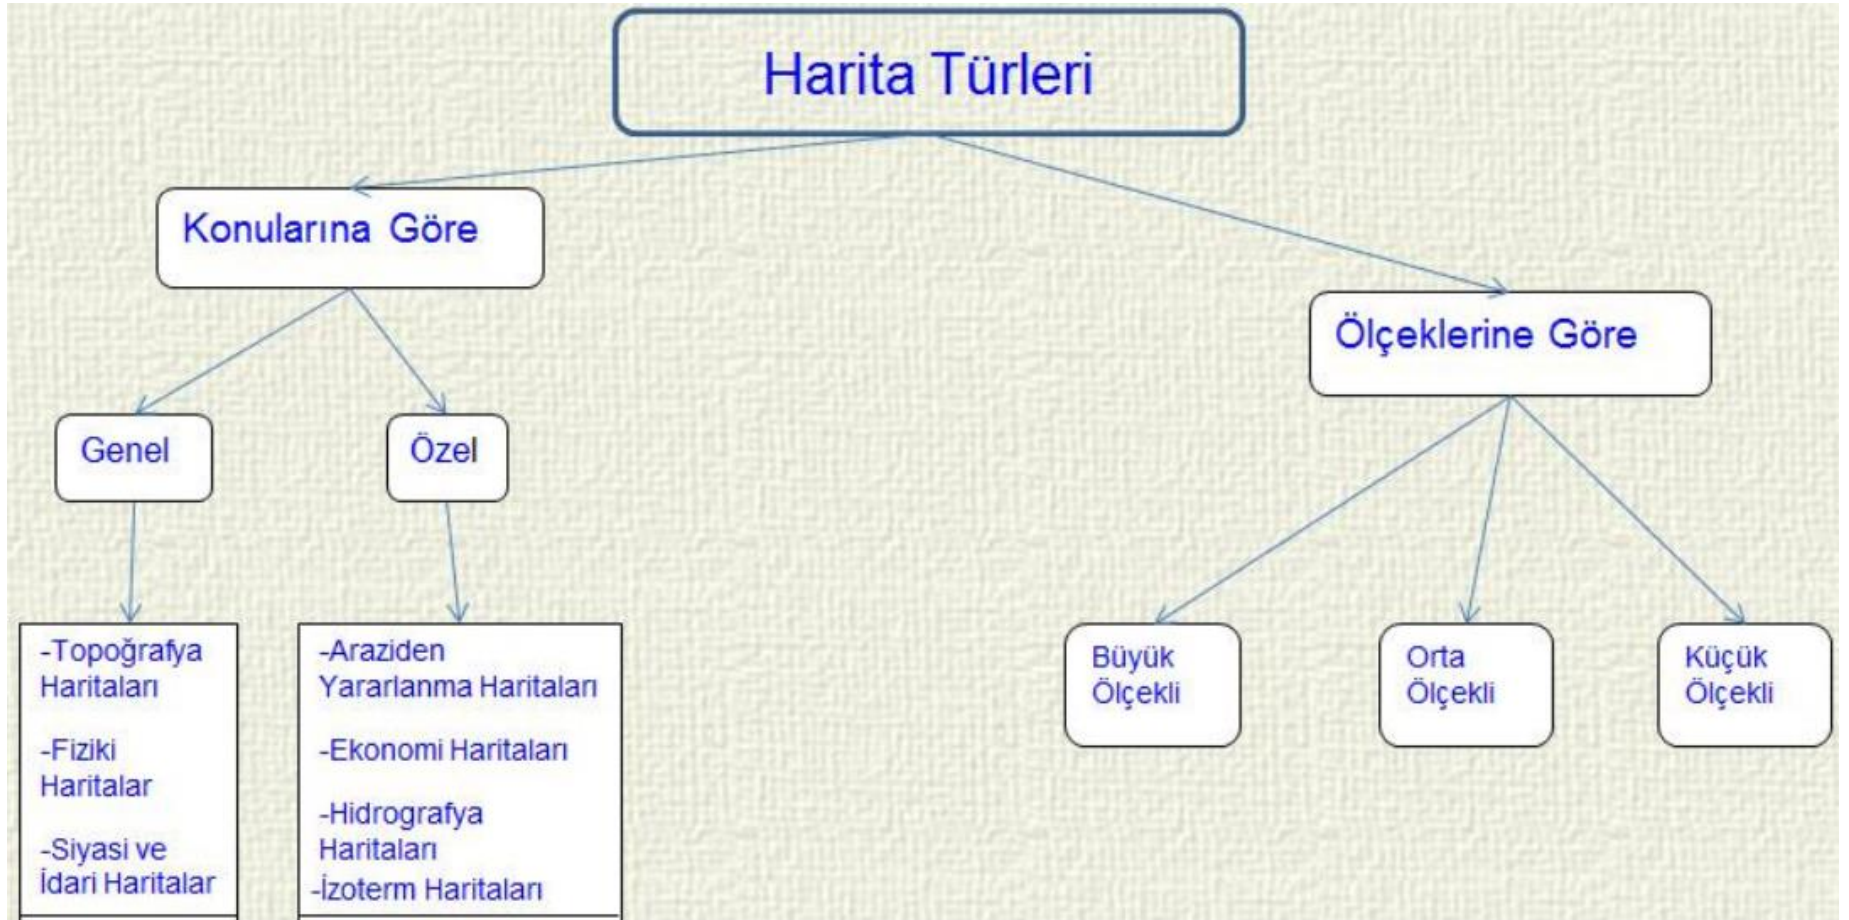 Harita Türleri
Konularına Göre
Ölçeklerine Göre
Genel
Özel
-Topoğrafya
Haritaları
-Fiziki
Haritalar
-Siyasi ve
İdari Haritalar
-Araziden
Yararlanma Haritaları
-Ekonomi Haritaları
-Hidrografya
Haritaları
-İzoterm Haritaları
Büyük
Ölçekli
Orta
Ölçekli
Küçük
Ölçekli